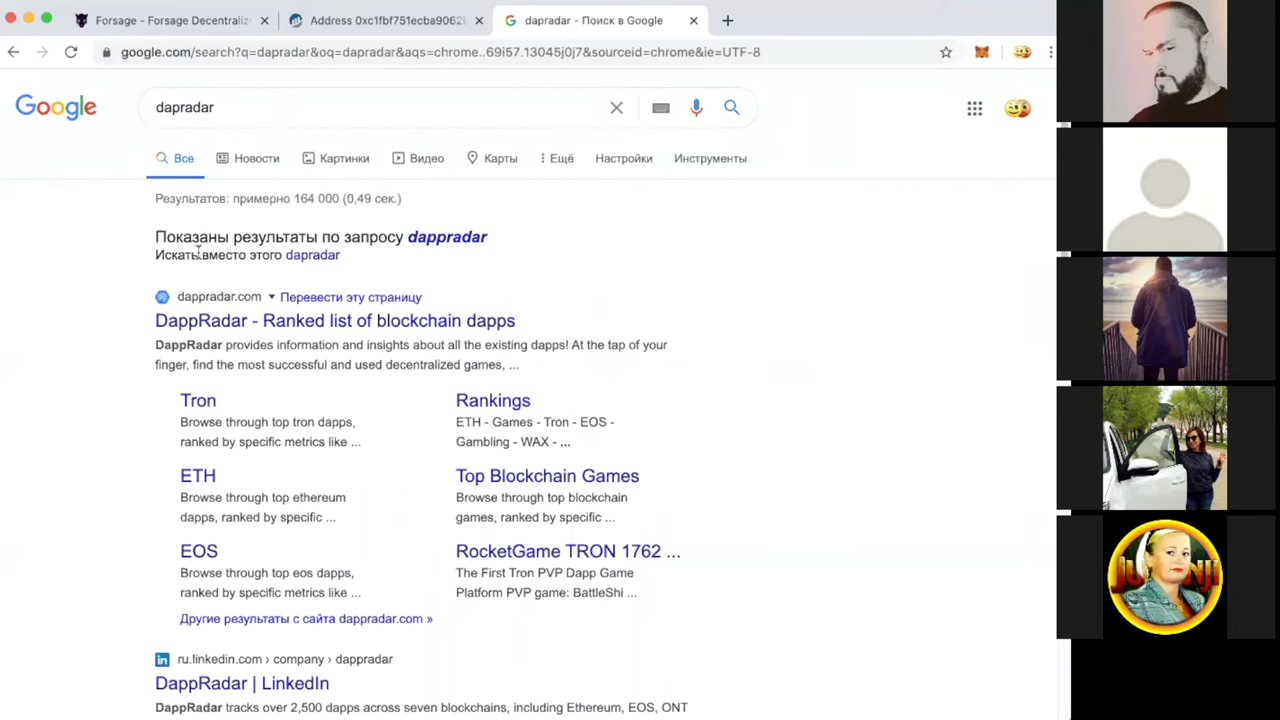 Forsage - Forsage Decentraliz
Address 0xc1fbf751ecba9062
dapradar - Поиск в Google
google.com/search?q=dapradar&oq=dapradar&aqs=chrome..69i57.13045j0j7&sourceid=chrome&ie=UTF-8
Google
dapradar
Все
Новости
Картинки
Видео
Карты
Ещё
Настройки
Инструменты
Результатов: примерно 164 000 (0,49 сек.)
Показаны результаты по запросу dappradar
Искать вместо этого dapradar
dappradar.com Перевести эту страницу
DappRadar - Ranked list of blockchain dapps
DappRadar provides information and insights about all the existing dapps! At the tap of your
finger, find the most successful and used decentralized games, ...
Tron
Browse through top tron dapps,
ranked by specific metrics like ...
Rankings
ETH - Games - Tron - EOS -
Gambling - WAX - ...
ETH
Browse through top ethereum
dapps, ranked by specific ...
Top Blockchain Games
Browse through top blockchain
games, ranked by specific ...
EOS
Browse through top eos dapps,
ranked by specific metrics like ...
RocketGame TRON 1762 ...
The First Tron PVP Dapp Game
Platform PVP game: BattleShi ...
Другие результаты с сайта dappradar.com »
ru.linkedin.com › company › dappradar
DappRadar | LinkedIn
DappRadar tracks over 2,500 dapps across seven blockchains, including Ethereum, EOS, ONT